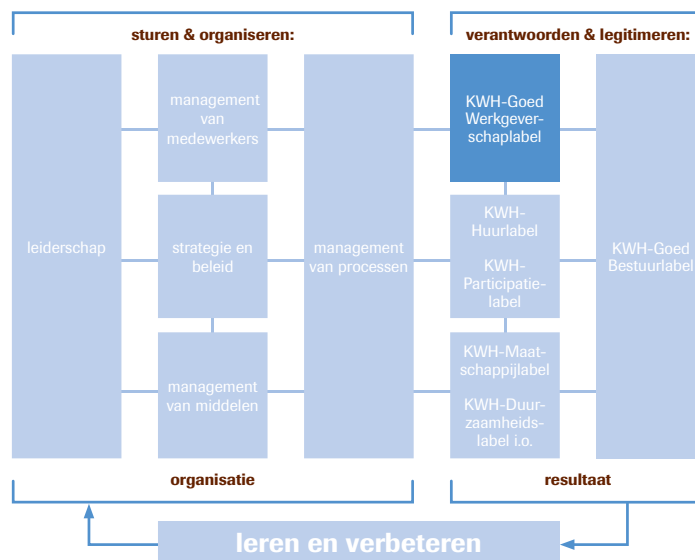 sturen & organiseren:
verantwoorden & legitimeren:
leiderschap
management
van
medewerkers
strategie en
beleid
management
van middelen
management
van processen
KWH-Goed
Werkgever-
schaplabel
KWH-
Huurlabel
KWH-
Participatie-
label
KWH-Maat-
schappijlabel
KWH-Duur-
zaamheids-
label i.o.
KWH-Goed
Bestuurlabel
organisatie
resultaat
leren en verbeteren